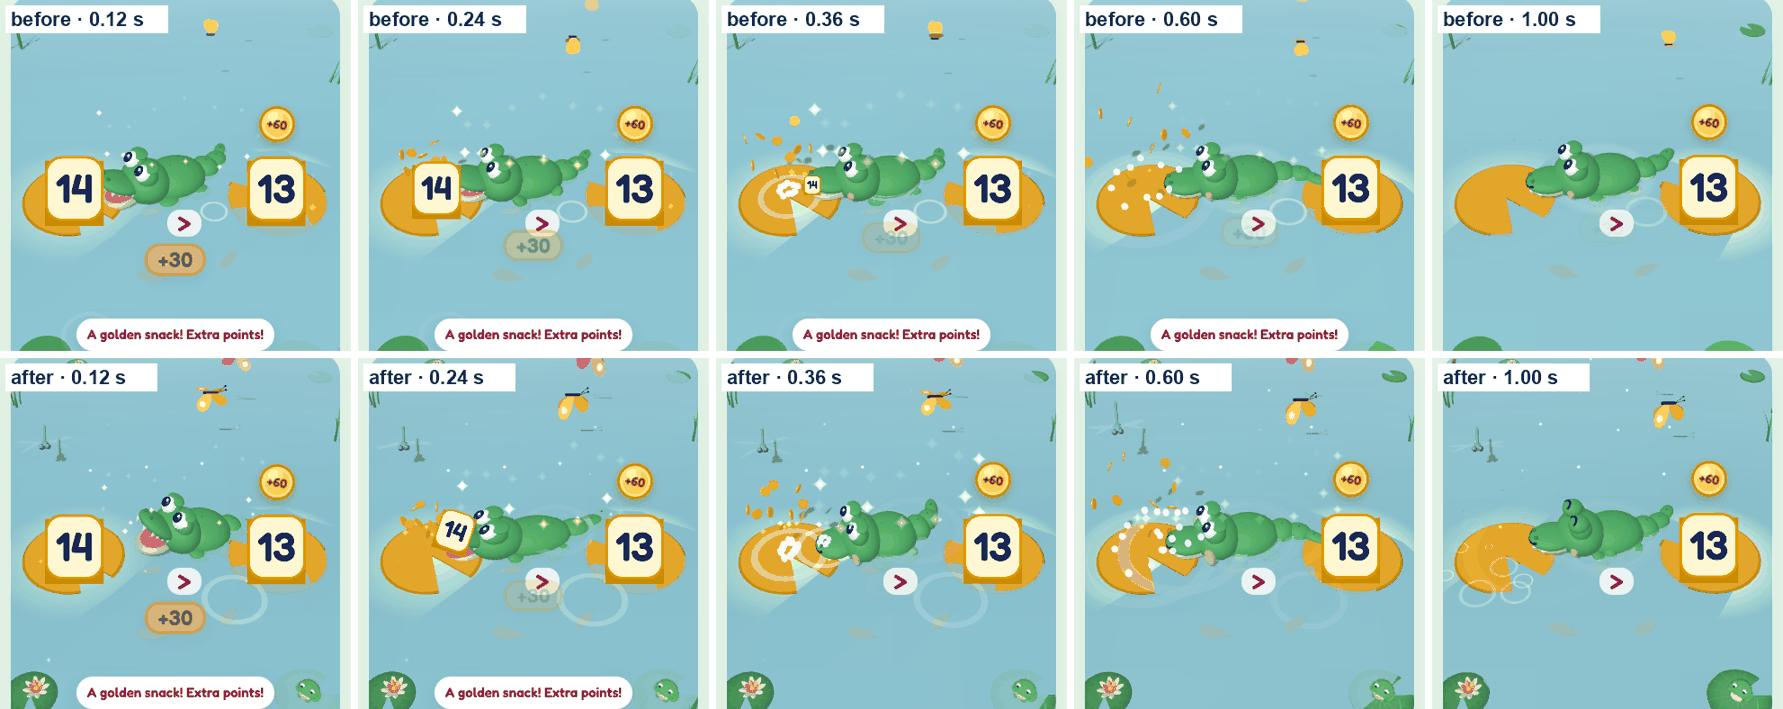 before · 0.12 s
+60
14
13
>
+30
A golden snack! Extra points!
before · 0.24 s
+60
14
13
>
+30
A golden snack! Extra points!
before · 0.36 s
+60
14
13
>
+30
A golden snack! Extra points!
before · 0.60 s
+60
13
>
+30
A golden snack! Extra points!
before · 1.00 s
+60
13
>
after · 0.12 s
+60
14
13
>
+30
A golden snack! Extra points!
after · 0.24 s
+60
14
13
>
+30
A golden snack! Extra points!
after · 0.36 s
+60
13
>
after · 0.60 s
+60
13
>
after · 1.00 s
+60
13
>